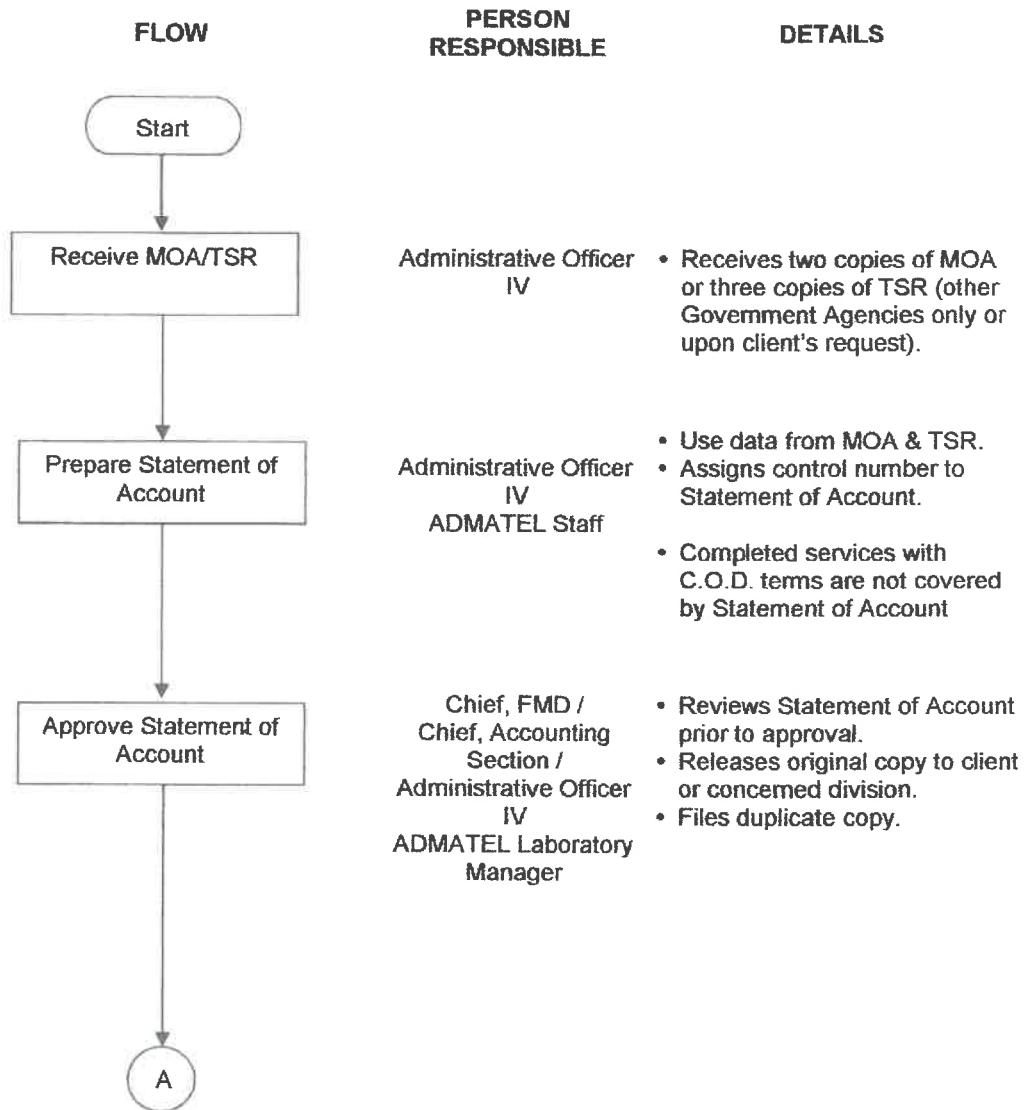 FLOW
PERSON
RESPONSIBLE
DETAILS
Start
Receive MOA/TSR
Administrative Officer
IV
• Receives two copies of MOA
or three copies of TSR (other
Government Agencies only or
upon client's request).
Prepare Statement of
Account
Administrative Officer
IV
ADMATEL Staff
• Use data from MOA & TSR.
• Assigns control number to
Statement of Account.
• Completed services with
C.O.D. terms are not covered
by Statement of Account
Approve Statement of
Account
Chief, FMD /
Chief, Accounting
Section /
Administrative Officer
IV
ADMATEL Laboratory
Manager
• Reviews Statement of Account
prior to approval.
• Releases original copy to client
or concerned division.
• Files duplicate copy.
A